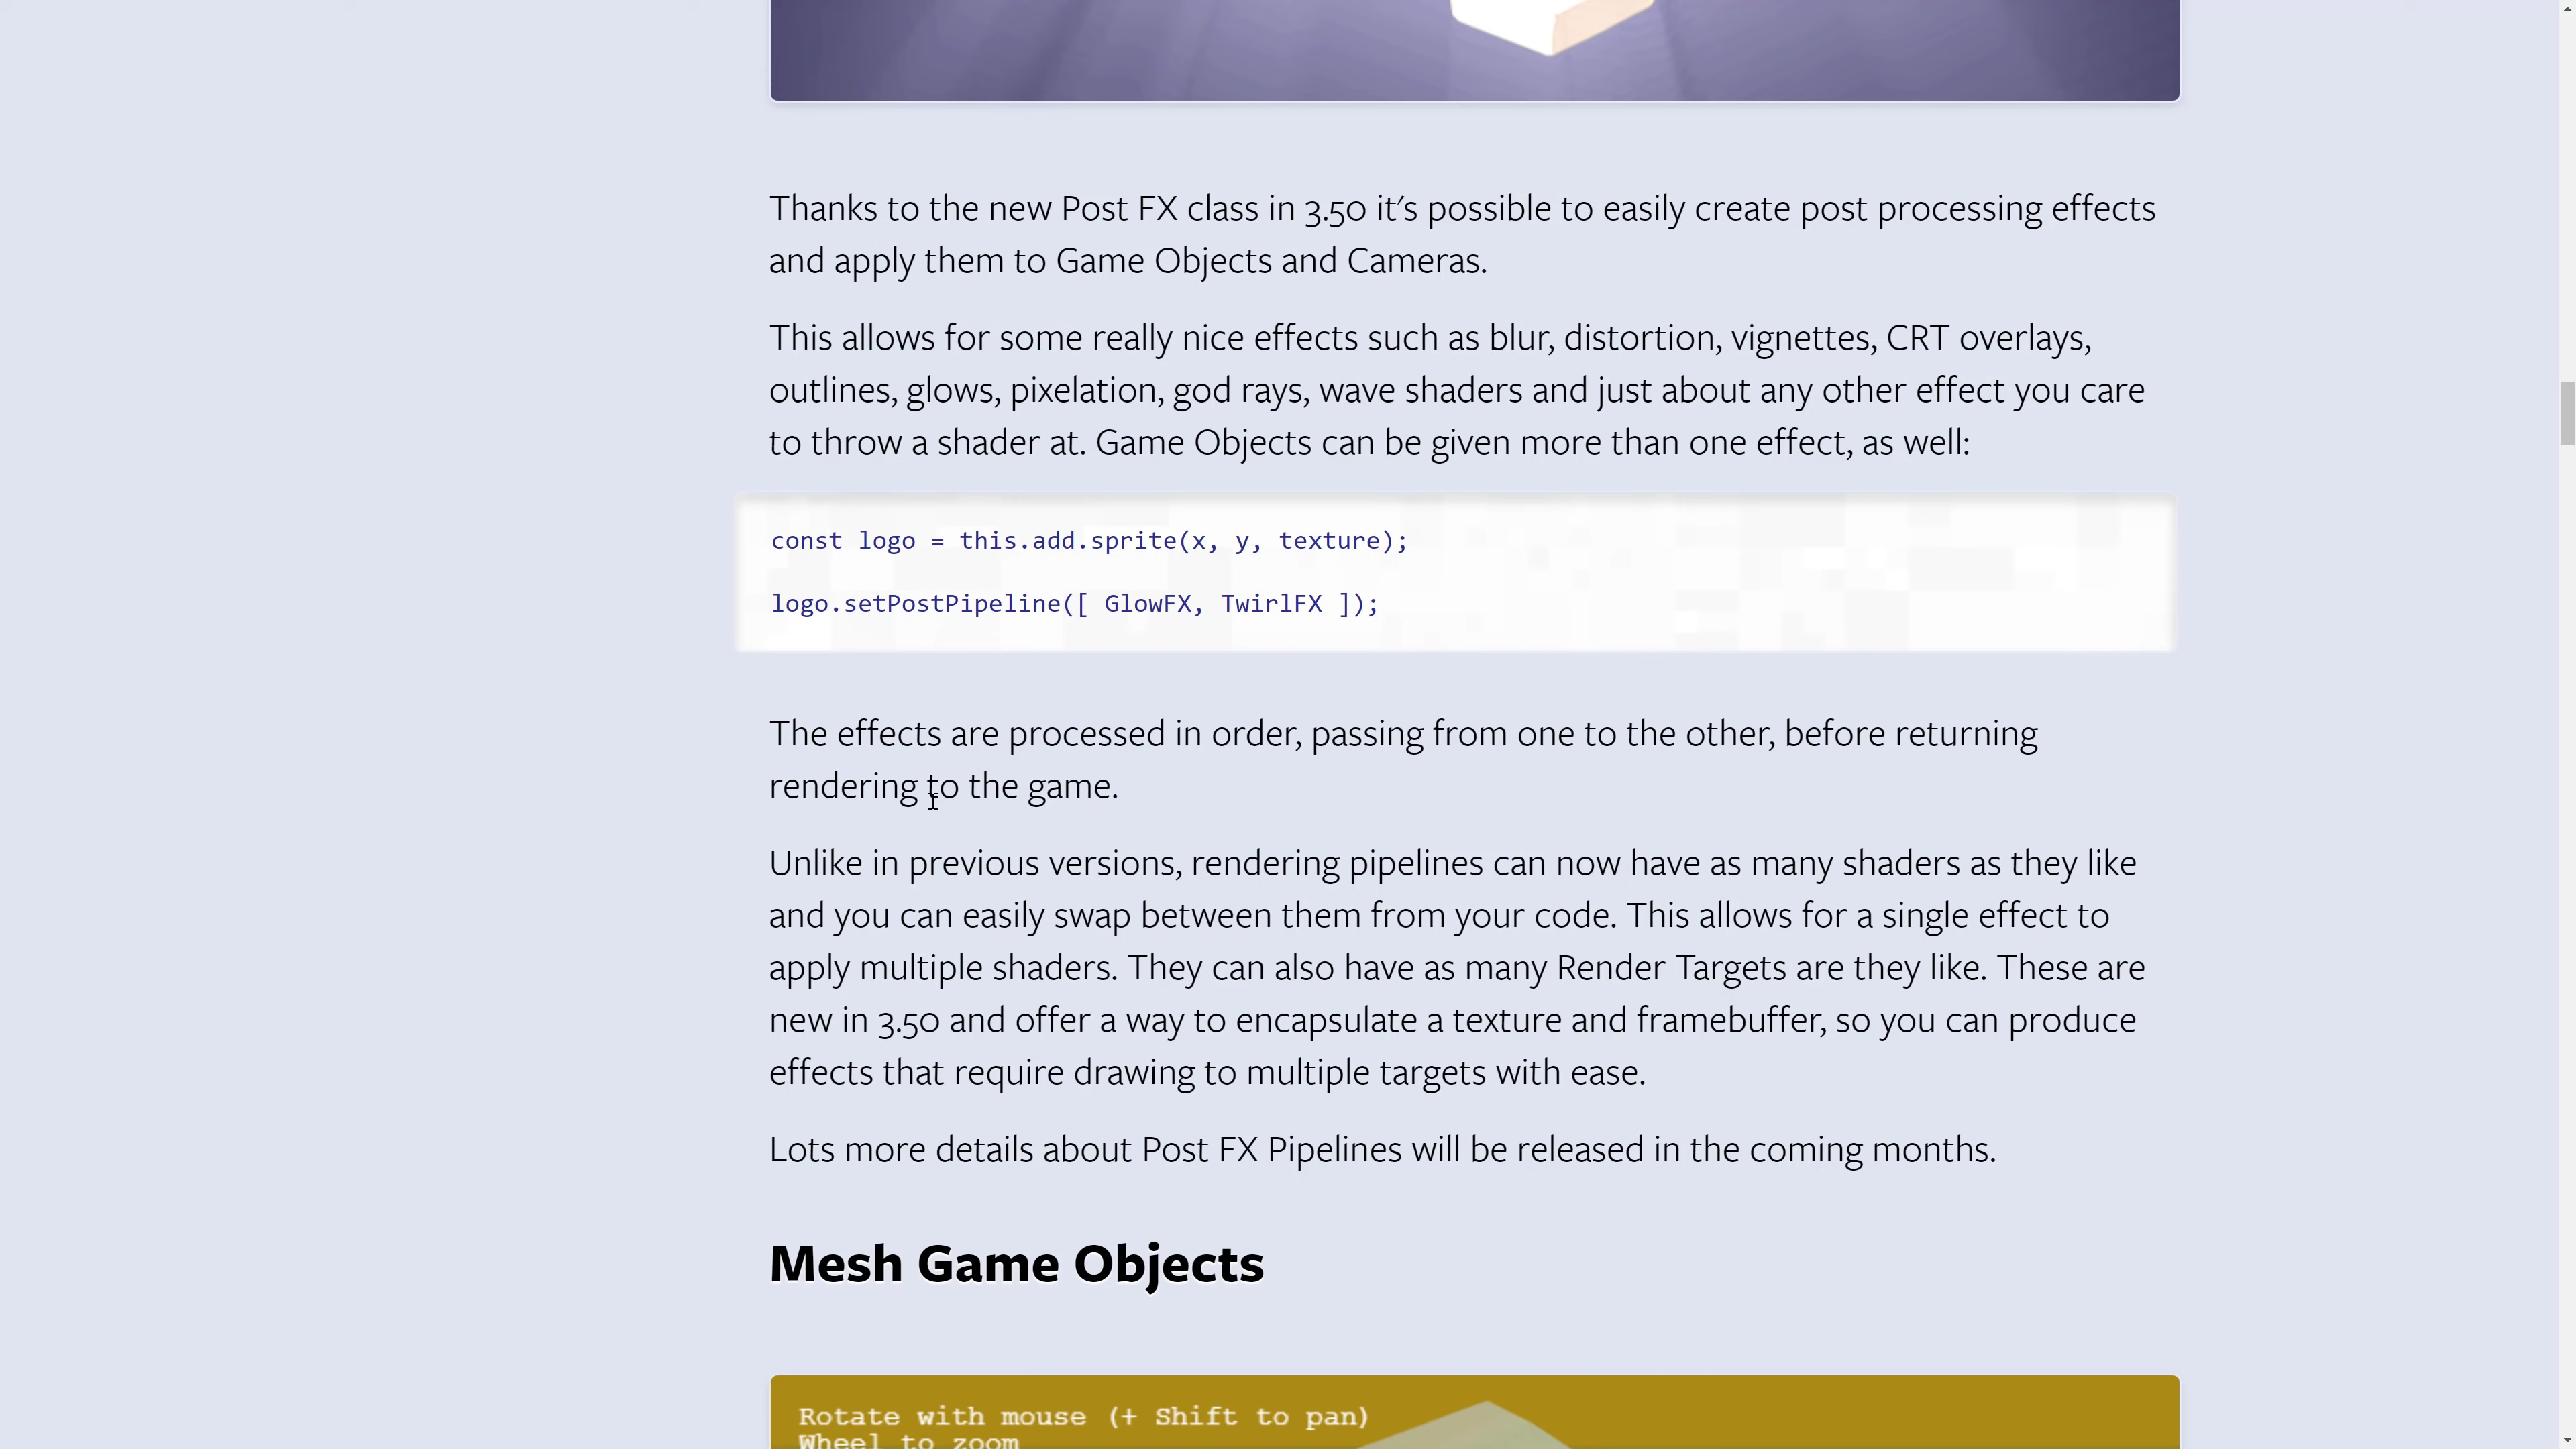 Thanks to the new Post FX class in 3.50 it's possible to easily create post processing effects
and apply them to Game Objects and Cameras.
This allows for some really nice effects such as blur, distortion, vignettes, CRT overlays,
outlines, glows, pixelation, god rays, wave shaders and just about any other effect you care
to throw a shader at. Game Objects can be given more than one effect, as well:
const logo = this.add.sprite(x, y, texture);
logo.setPostPipeline([ GlowFX, TwirlFX ]);
The effects are processed in order, passing from one to the other, before returning
rendering to the game.
Unlike in previous versions, rendering pipelines can now have as many shaders as they like
and you can easily swap between them from your code. This allows for a single effect to
apply multiple shaders. They can also have as many Render Targets are they like. These are
new in 3.50 and offer a way to encapsulate a texture and framebuffer, so you can produce
effects that require drawing to multiple targets with ease.
Lots more details about Post FX Pipelines will be released in the coming months.
Mesh Game Objects
Rotate with mouse (+ Shift to pan)
Wheel to zoom